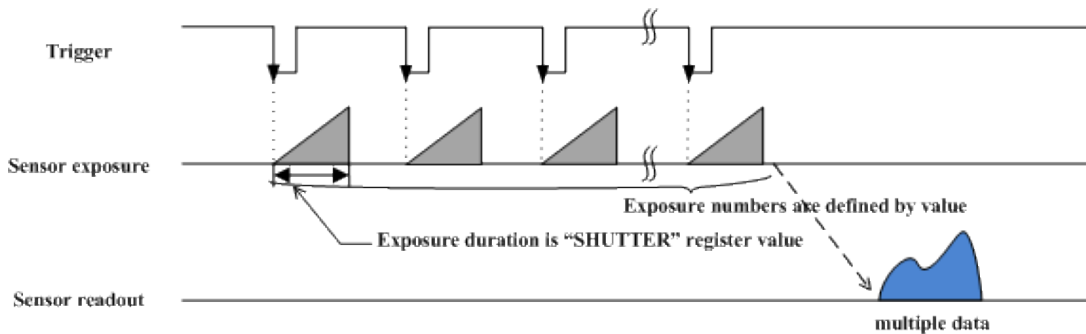 Trigger
Sensor exposure
Exposure numbers are defined by value
Exposure duration is “SHUTTER” register value
Sensor readout
multiple data